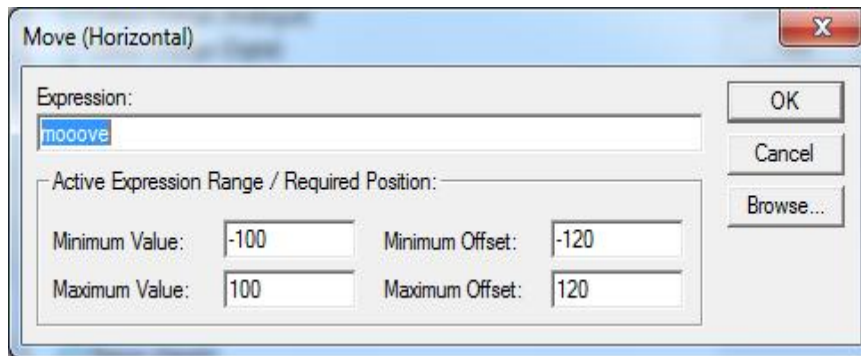 Move (Horizontal)
Expression:
mooove
OK
Cancel
Browse...
Active Expression Range / Required Position:
Minimum Value: -100 Minimum Offset: -120
Maximum Value: 100 Maximum Offset: 120